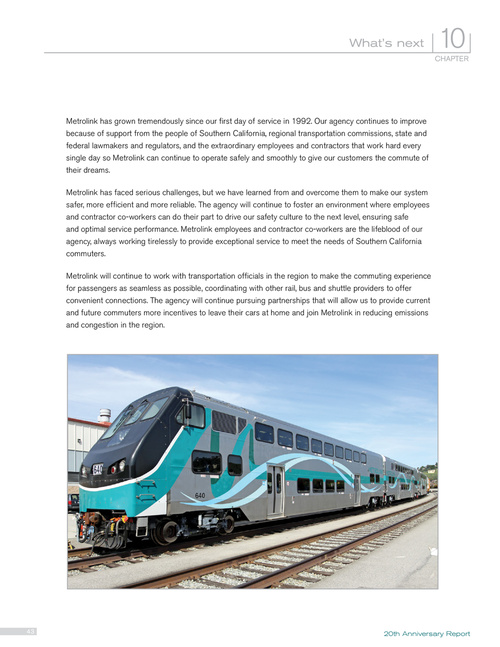 What's next
10
CHAPTER
Metrolink has grown tremendously since our first day of service in 1992. Our agency continues to improve
because of support from the people of Southern California, regional transportation commissions, state and
federal lawmakers and regulators, and the extraordinary employees and contractors that work hard every
single day so Metrolink can continue to operate safely and smoothly to give our customers the commute of
their dreams.
Metrolink has faced serious challenges, but we have learned from and overcome them to make our system
safer, more efficient and more reliable. The agency will continue to foster an environment where employees
and contractor co-workers can do their part to drive our safety culture to the next level, ensuring safe
and optimal service performance. Metrolink employees and contractor co-workers are the lifeblood of our
agency, always working tirelessly to provide exceptional service to meet the needs of Southern California
commuters.
Metrolink will continue to work with transportation officials in the region to make the commuting experience
for passengers as seamless as possible, coordinating with other rail, bus and shuttle providers to offer
convenient connections. The agency will continue pursuing partnerships that will allow us to provide current
and future commuters more incentives to leave their cars at home and join Metrolink in reducing emissions
and congestion in the region.
640
20th Anniversary Report